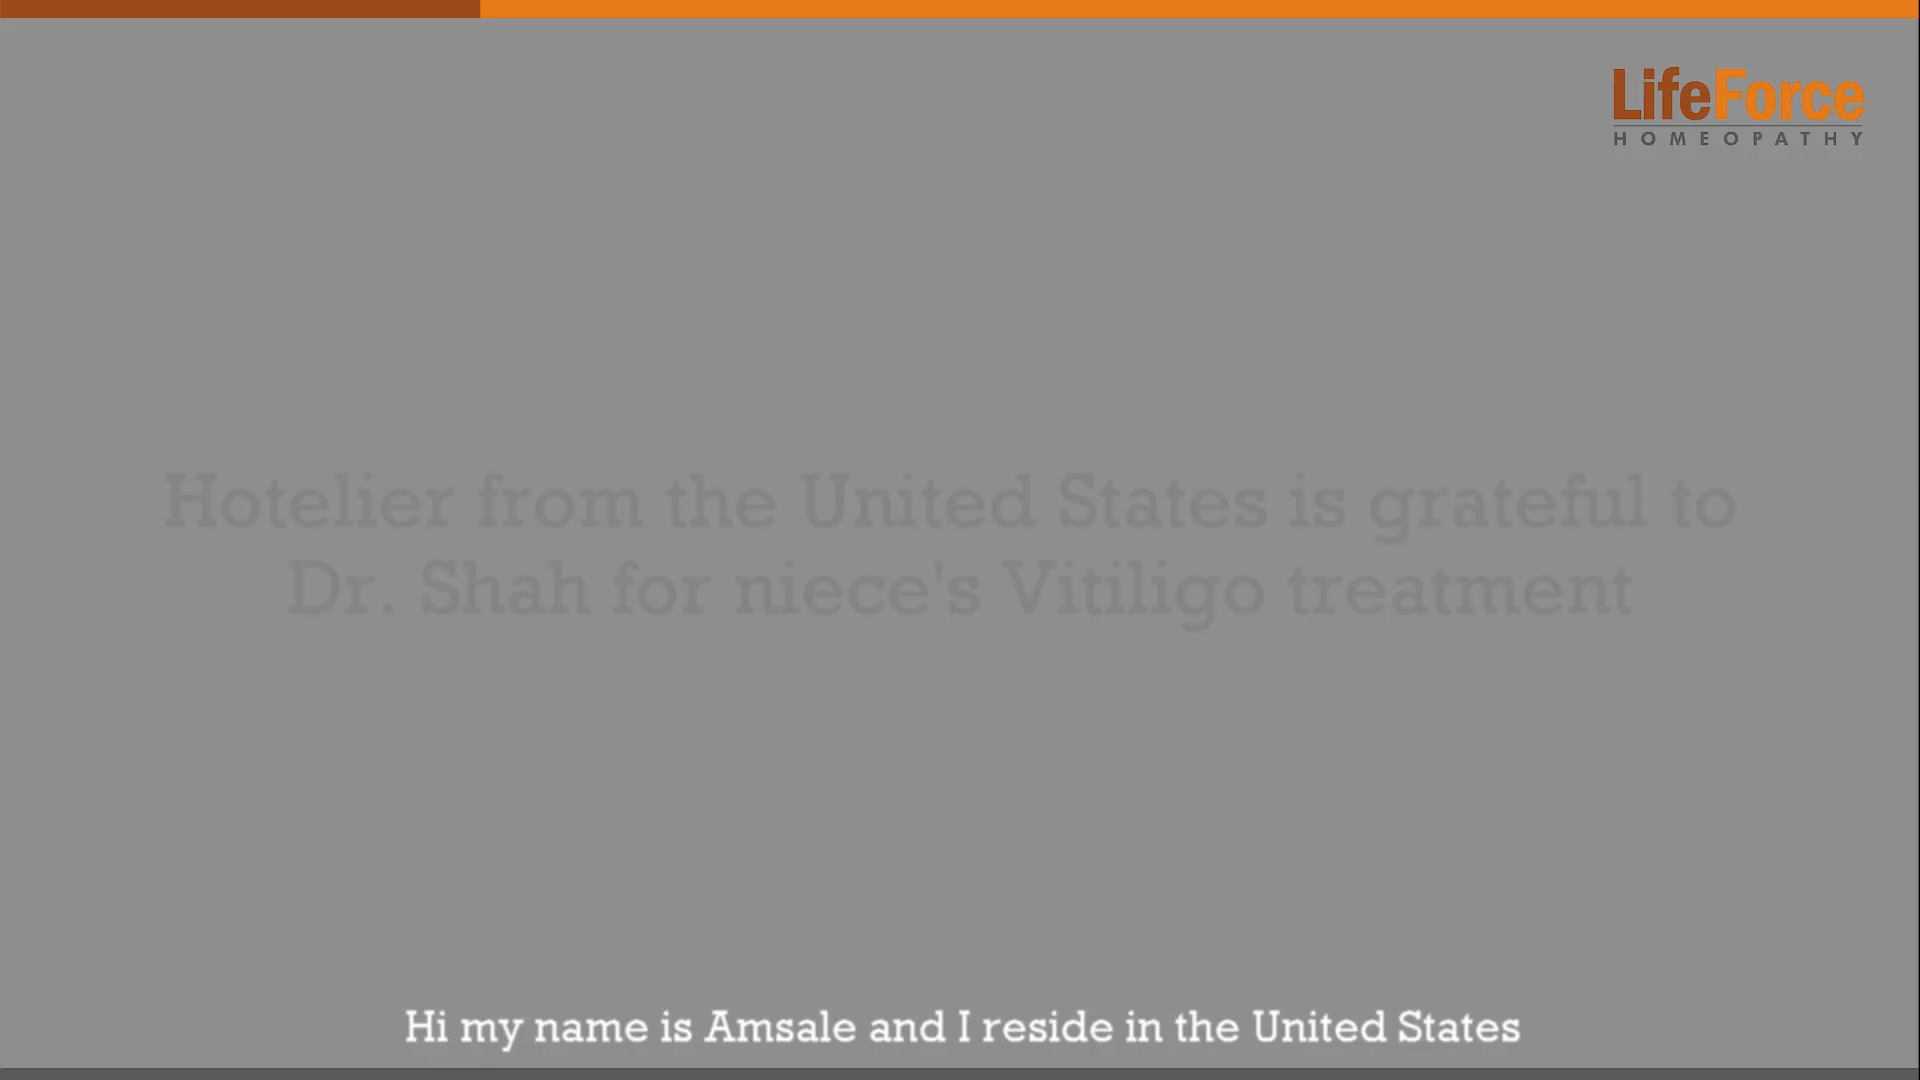 LifeForce
HOMEOPATHY
Hotelier from the United States is grateful to
Dr. Shah for niece's Vitiligo treatment
Hi my name is Amsale and I reside in the United States